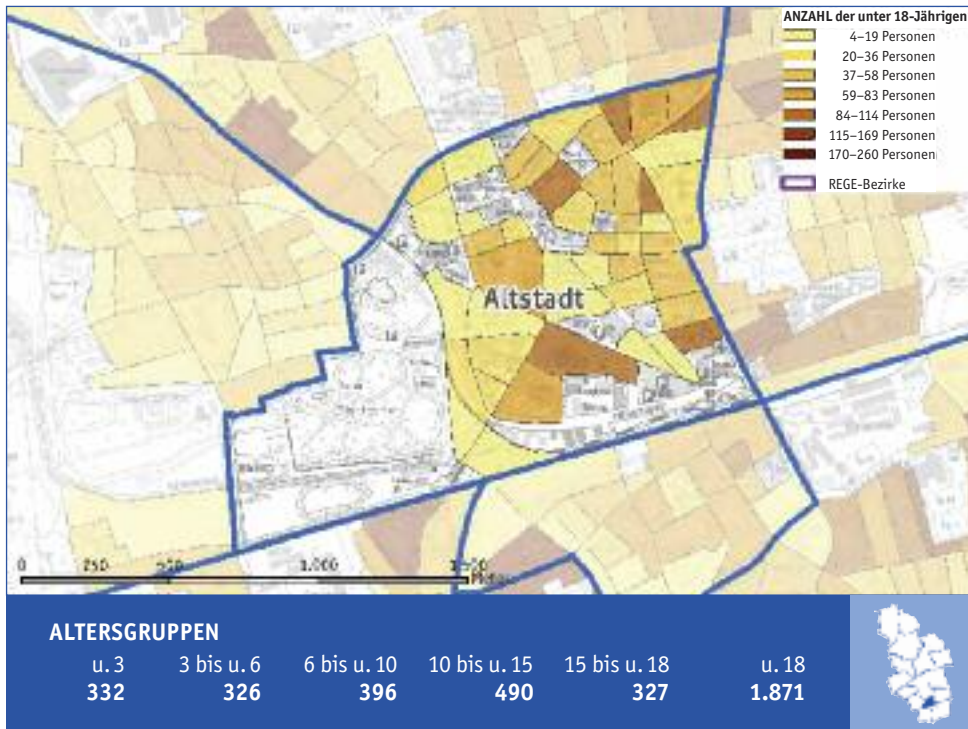 ANZAHL der unter 18-Jährigen
4–19 Personen
20–36 Personen
37–58 Personen
59–83 Personen
84–114 Personen
115–169 Personen
170–260 Personen
REGE-Bezirke
Altstadt
0 250 500 1.000
ALTERSGRUPPEN
u. 3 3 bis u. 6 6 bis u. 10 10 bis u. 15 15 bis u. 18 u. 18
332 326 396 490 327 1.871